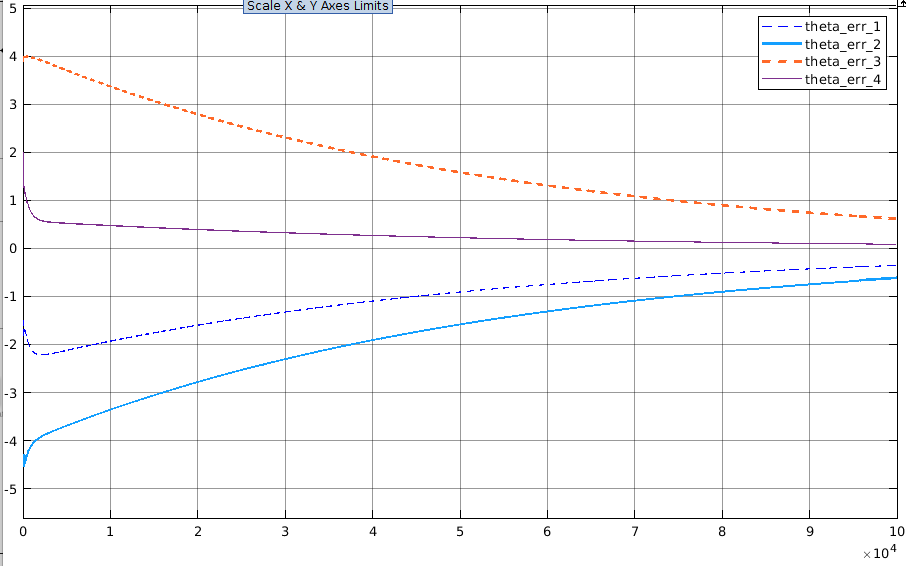 Scale X & Y Axes Limits
theta_err_1
theta_err_2
theta_err_3
theta_err_4
5
4
3
2
1
0
-1
-2
-3
-4
-5
0 1 2 3 4 5 6 7 8 9 10
×10⁴